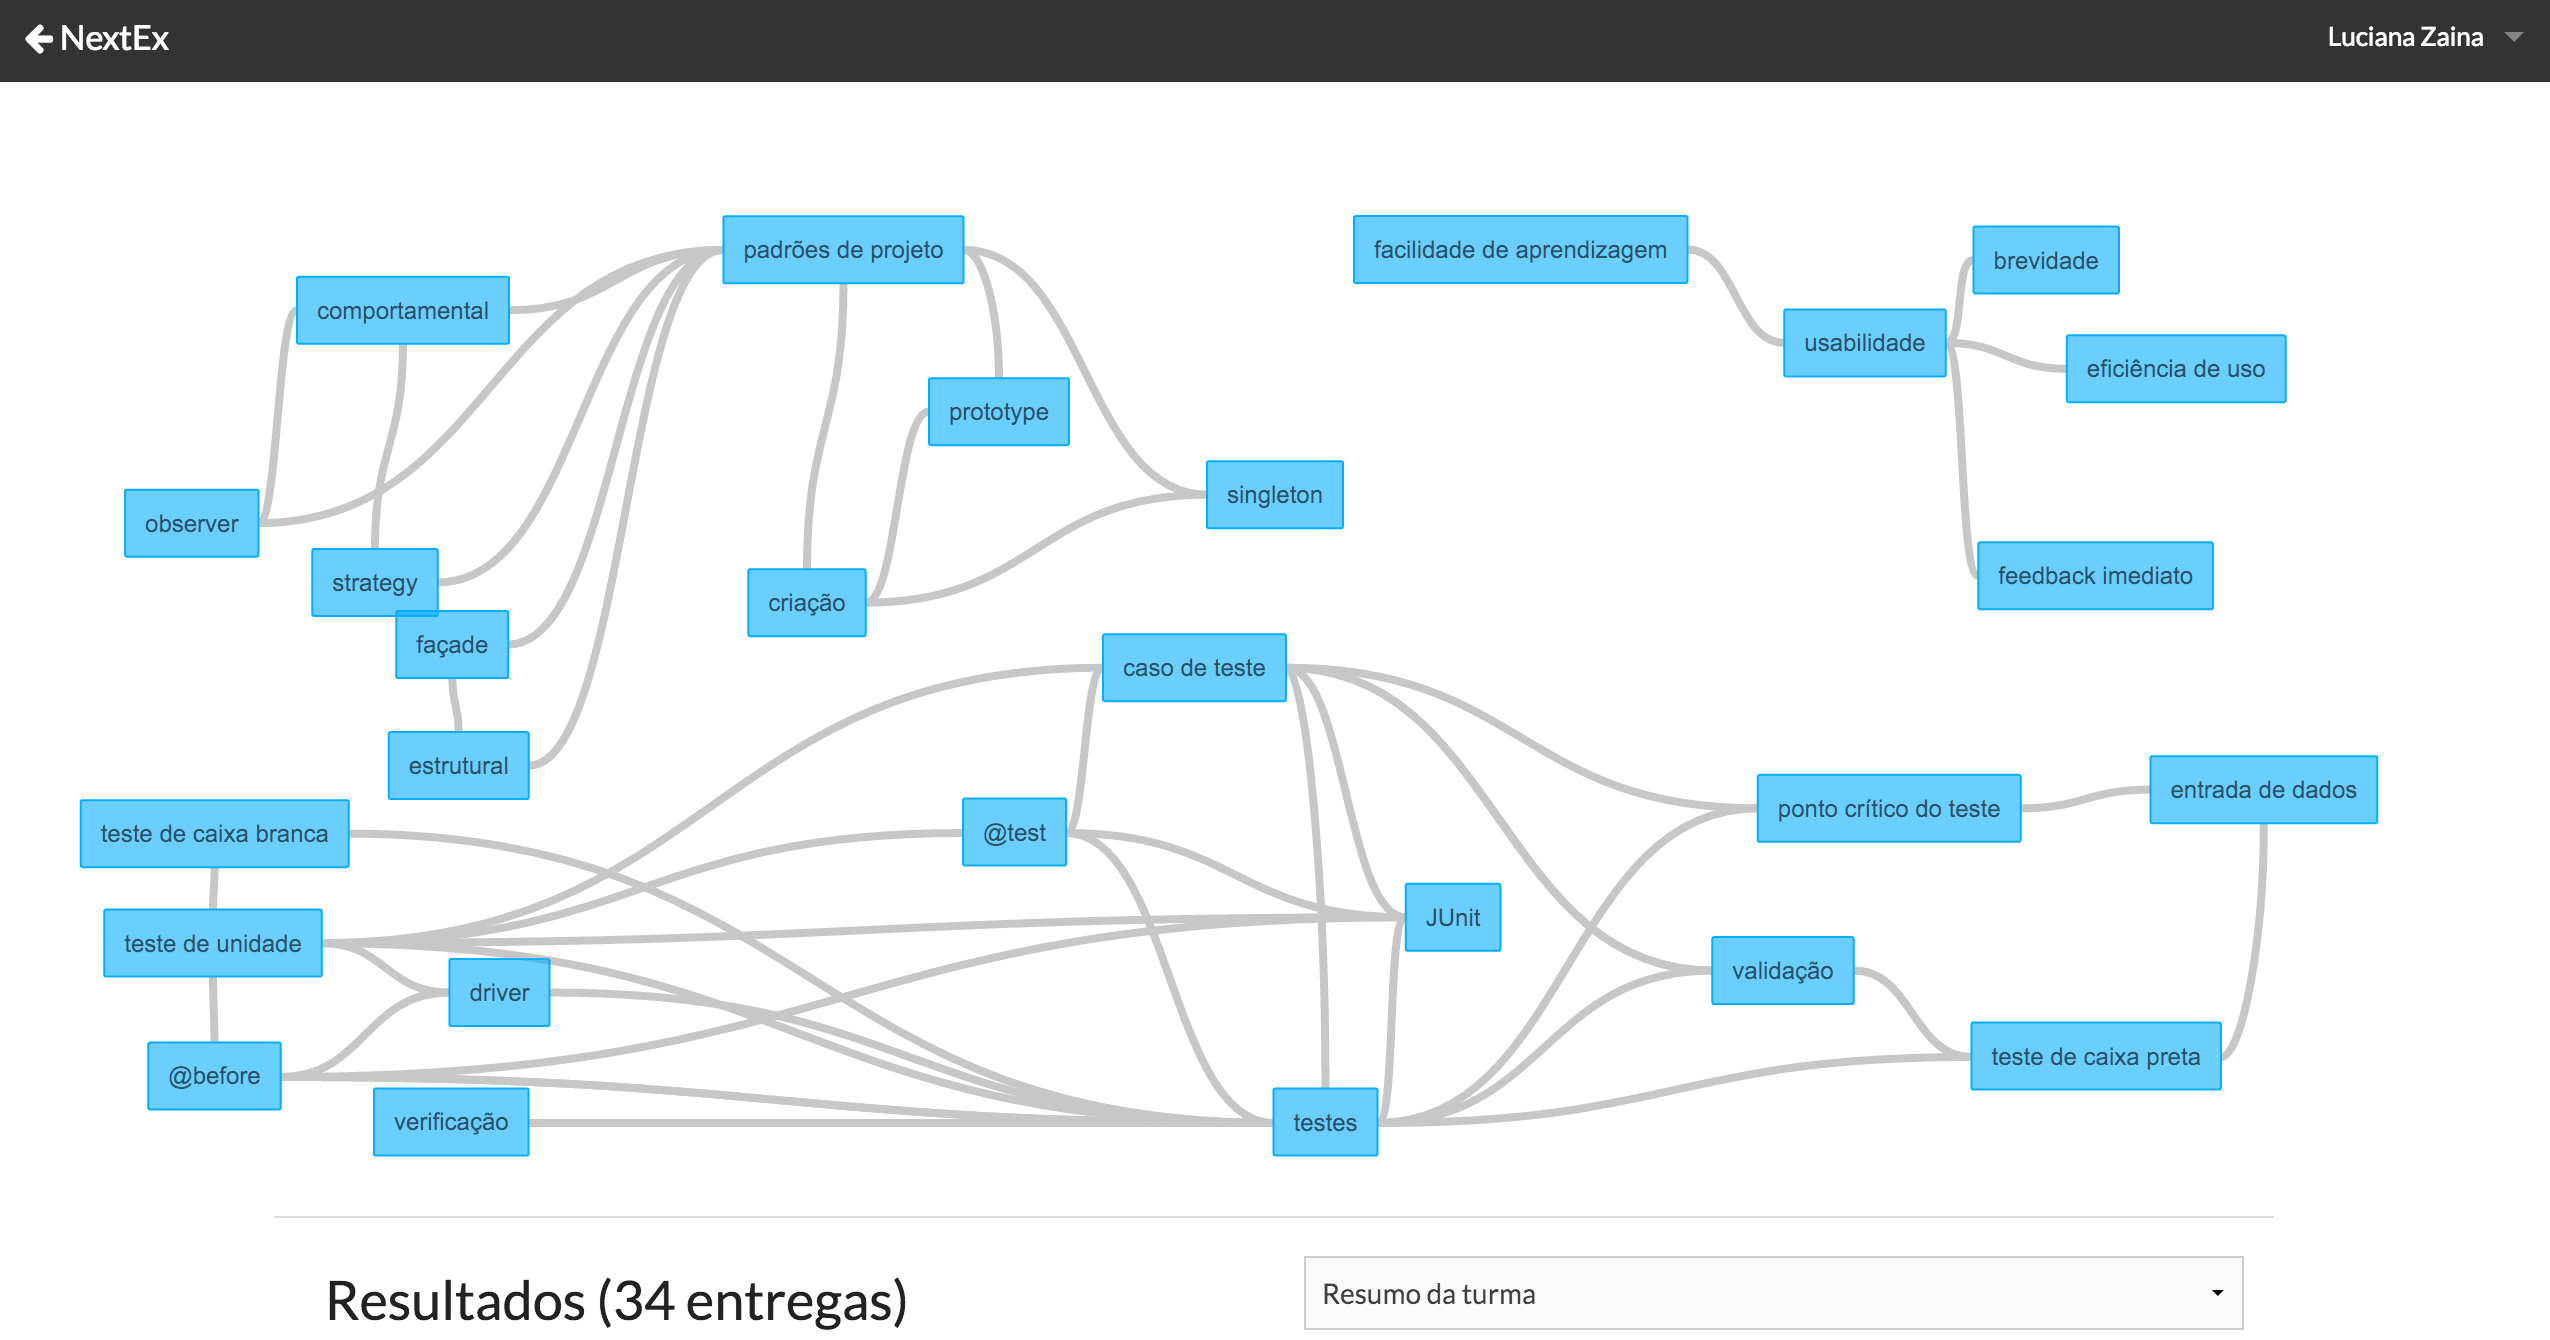 NextEx
Luciana Zaina
padrões de projeto
facilidade de aprendizagem
brevidade
comportamental
usabilidade
eficiência de uso
prototype
singleton
observer
strategy
feedback imediato
criação
façade
caso de teste
estrutural
entrada de dados
ponto crítico do teste
teste de caixa branca
@test
JUnit
teste de unidade
validação
driver
teste de caixa preta
@before
verificação
testes
Resultados (34 entregas)
Resumo da turma